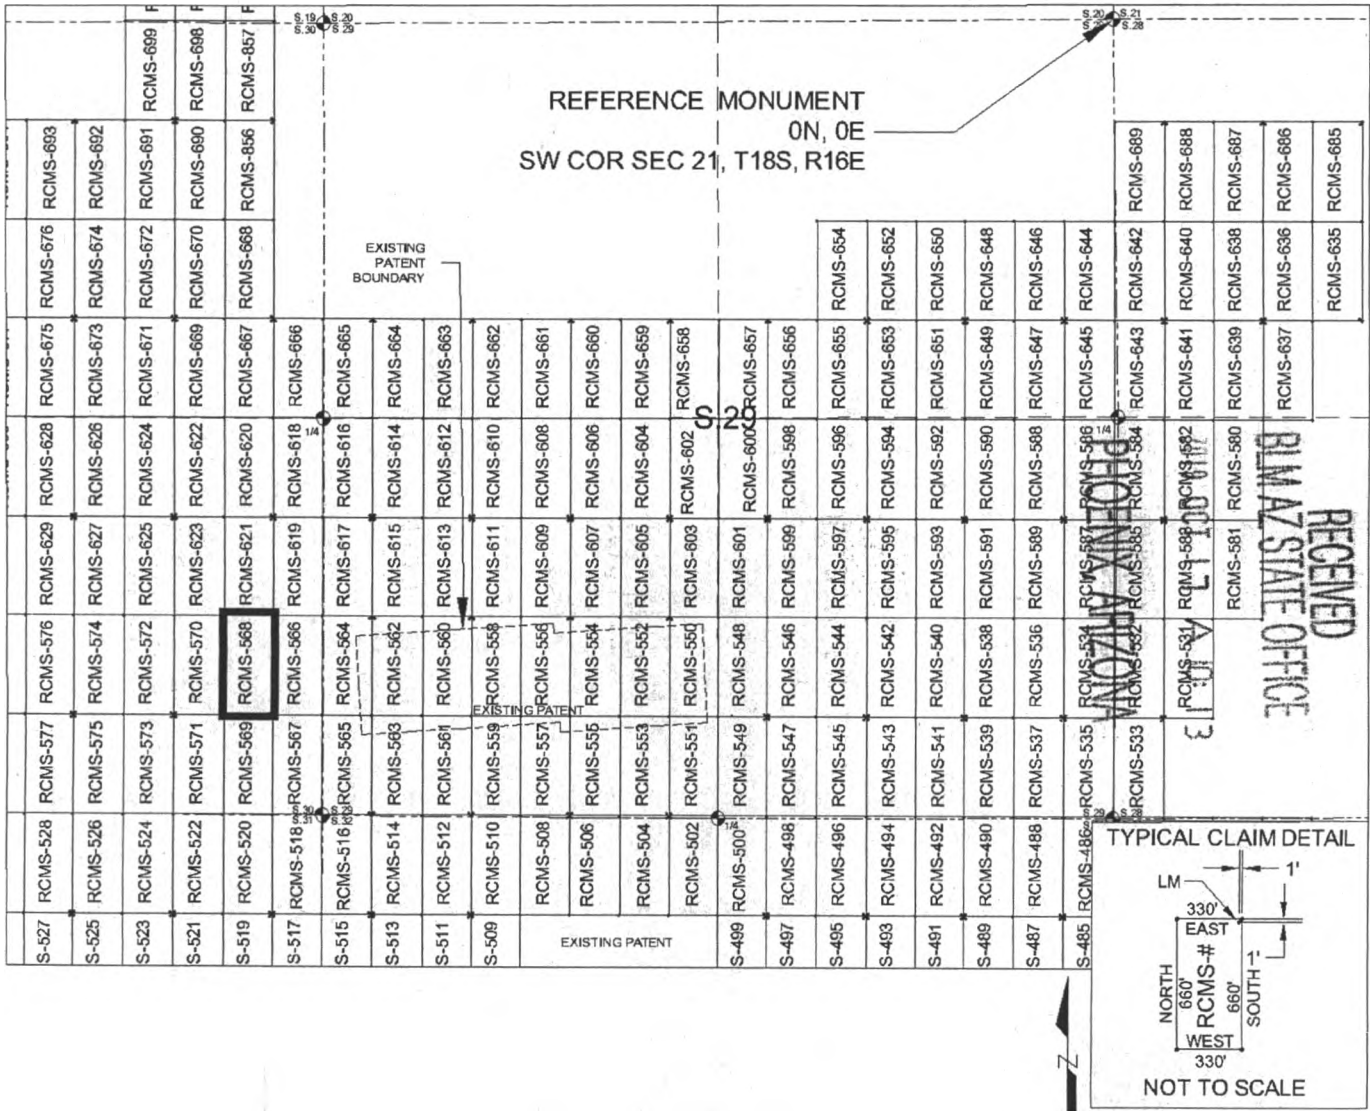 S.19 S.20
S.30 S.29
S.20 S.21
S.29 S.28
REFERENCE MONUMENT
0N, 0E
SW COR SEC 21, T18S, R16E
RCMS-699 RCMS-698 RCMS-857
RCMS-693 RCMS-692 RCMS-691 RCMS-690 RCMS-856 RCMS-689 RCMS-688 RCMS-687 RCMS-686 RCMS-685
EXISTING
PATENT
BOUNDARY
RCMS-676 RCMS-674 RCMS-672 RCMS-670 RCMS-668 RCMS-654 RCMS-652 RCMS-650 RCMS-648 RCMS-646 RCMS-644 RCMS-642 RCMS-640 RCMS-638 RCMS-636 RCMS-635
RCMS-675 RCMS-673 RCMS-671 RCMS-669 RCMS-667 RCMS-666 RCMS-665 RCMS-664 RCMS-663 RCMS-662 RCMS-661 RCMS-660 RCMS-659 RCMS-658 RCMS-657 RCMS-656 RCMS-655 RCMS-653 RCMS-651 RCMS-649 RCMS-647 RCMS-645 RCMS-643 RCMS-641 RCMS-639 RCMS-637
S.29
1/4
1/4
RCMS-628 RCMS-626 RCMS-624 RCMS-622 RCMS-620 RCMS-618 RCMS-616 RCMS-614 RCMS-612 RCMS-610 RCMS-608 RCMS-606 RCMS-604 RCMS-602 RCMS-600 RCMS-598 RCMS-596 RCMS-594 RCMS-592 RCMS-590 RCMS-588 RCMS-586 RCMS-584 RCMS-582 RCMS-580
RCMS-629 RCMS-627 RCMS-625 RCMS-623 RCMS-621 RCMS-619 RCMS-617 RCMS-615 RCMS-613 RCMS-611 RCMS-609 RCMS-607 RCMS-605 RCMS-603 RCMS-601 RCMS-599 RCMS-597 RCMS-595 RCMS-593 RCMS-591 RCMS-589 RCMS-587 RCMS-585 RCMS-581
RECEIVED
BLM AZ STATE OFFICE
OCT 17 A 10:13
PHOENIX, ARIZONA
RCMS-576 RCMS-574 RCMS-572 RCMS-570 RCMS-568 RCMS-566 RCMS-564 RCMS-562 RCMS-560 RCMS-558 RCMS-556 RCMS-554 RCMS-552 RCMS-550 RCMS-548 RCMS-546 RCMS-544 RCMS-542 RCMS-540 RCMS-538 RCMS-536 RCMS-534 RCMS-532 RCMS-531
EXISTING PATENT
RCMS-577 RCMS-575 RCMS-573 RCMS-571 RCMS-569 RCMS-567 RCMS-565 RCMS-563 RCMS-561 RCMS-559 RCMS-557 RCMS-555 RCMS-553 RCMS-551 RCMS-549 RCMS-547 RCMS-545 RCMS-543 RCMS-541 RCMS-539 RCMS-537 RCMS-535 RCMS-533
S.30
S.31
S.29 S.28
1/4
RCMS-528 RCMS-526 RCMS-524 RCMS-522 RCMS-520 RCMS-518 RCMS-516 RCMS-514 RCMS-512 RCMS-510 RCMS-508 RCMS-506 RCMS-504 RCMS-502 RCMS-500 RCMS-498 RCMS-496 RCMS-494 RCMS-492 RCMS-490 RCMS-488 RCMS-486
S-527 S-525 S-523 S-521 S-519 S-517 S-515 S-513 S-511 S-509 EXISTING PATENT S-499 S-497 S-495 S-493 S-491 S-489 S-487 S-485
TYPICAL CLAIM DETAIL
1'
LM
330'
EAST
1'
NORTH
660'
RCMS-#
660'
SOUTH
WEST
330'
NOT TO SCALE
Z